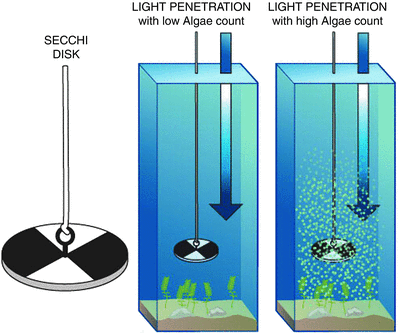 SECCHI
DISK
LIGHT PENETRATION
with low Algae count
LIGHT PENETRATION
with high Algae count